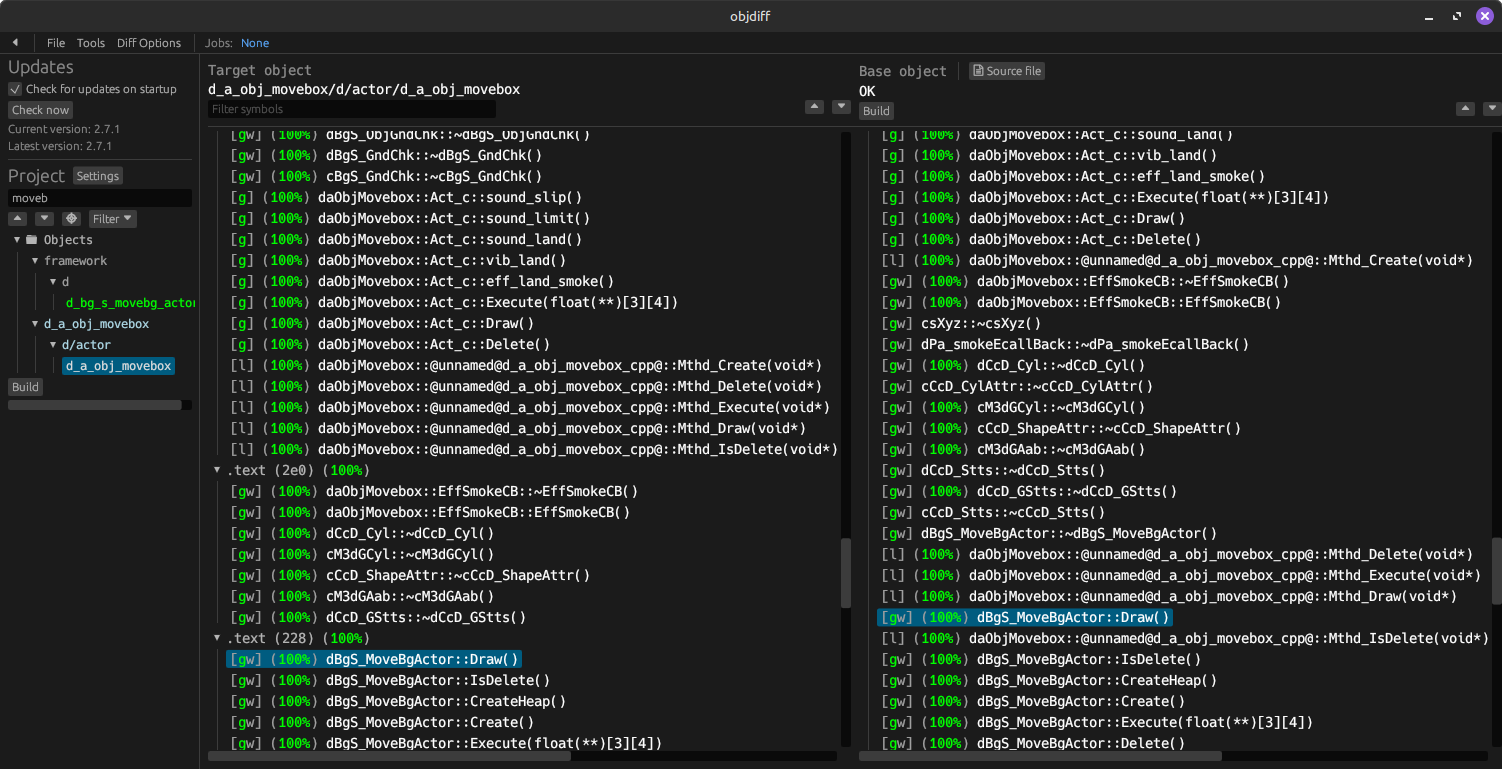 objdiff
File Tools Diff Options Jobs: None
Updates
Check for updates on startup
Check now
Current version: 2.7.1
Latest version: 2.7.1
Project Settings
moveb
Filter
Objects
framework
d
d_bg_s_movebg_actor
d_a_obj_movebox
d/actor
d_a_obj_movebox
Build
Target object
d_a_obj_movebox/d/actor/d_a_obj_movebox
Filter symbols
[gw] (100%) dBgS_ObjGndChk::~dBgS_ObjGndChk()
[gw] (100%) dBgS_GndChk::~dBgS_GndChk()
[gw] (100%) cBgS_GndChk::~cBgS_GndChk()
[g] (100%) daObjMovebox::Act_c::sound_slip()
[g] (100%) daObjMovebox::Act_c::sound_limit()
[g] (100%) daObjMovebox::Act_c::sound_land()
[g] (100%) daObjMovebox::Act_c::vib_land()
[g] (100%) daObjMovebox::Act_c::eff_land_smoke()
[g] (100%) daObjMovebox::Act_c::Execute(float(**)[3][4])
[g] (100%) daObjMovebox::Act_c::Draw()
[g] (100%) daObjMovebox::Act_c::Delete()
[l] (100%) daObjMovebox::@unnamed@d_a_obj_movebox_cpp@::Mthd_Create(void*)
[l] (100%) daObjMovebox::@unnamed@d_a_obj_movebox_cpp@::Mthd_Delete(void*)
[l] (100%) daObjMovebox::@unnamed@d_a_obj_movebox_cpp@::Mthd_Execute(void*)
[l] (100%) daObjMovebox::@unnamed@d_a_obj_movebox_cpp@::Mthd_Draw(void*)
[l] (100%) daObjMovebox::@unnamed@d_a_obj_movebox_cpp@::Mthd_IsDelete(void*)
.text (2e0) (100%)
[gw] (100%) daObjMovebox::EffSmokeCB::~EffSmokeCB()
[gw] (100%) daObjMovebox::EffSmokeCB::EffSmokeCB()
[gw] (100%) dCcD_Cyl::~dCcD_Cyl()
[gw] (100%) cM3dGCyl::~cM3dGCyl()
[gw] (100%) cCcD_ShapeAttr::~cCcD_ShapeAttr()
[gw] (100%) cM3dGAab::~cM3dGAab()
[gw] (100%) dCcD_GStts::~dCcD_GStts()
.text (228) (100%)
[gw] (100%) dBgS_MoveBgActor::Draw()
[gw] (100%) dBgS_MoveBgActor::IsDelete()
[gw] (100%) dBgS_MoveBgActor::CreateHeap()
[gw] (100%) dBgS_MoveBgActor::Create()
[gw] (100%) dBgS_MoveBgActor::Execute(float(**)[3][4])
Base object Source file
OK
Build
[g] (100%) daObjMovebox::Act_c::sound_land()
[g] (100%) daObjMovebox::Act_c::vib_land()
[g] (100%) daObjMovebox::Act_c::eff_land_smoke()
[g] (100%) daObjMovebox::Act_c::Execute(float(**)[3][4])
[g] (100%) daObjMovebox::Act_c::Draw()
[g] (100%) daObjMovebox::Act_c::Delete()
[l] (100%) daObjMovebox::@unnamed@d_a_obj_movebox_cpp@::Mthd_Create(void*)
[gw] (100%) daObjMovebox::EffSmokeCB::~EffSmokeCB()
[gw] (100%) daObjMovebox::EffSmokeCB::EffSmokeCB()
[gw] csXyz::~csXyz()
[gw] dPa_smokeEcallBack::~dPa_smokeEcallBack()
[gw] (100%) dCcD_Cyl::~dCcD_Cyl()
[gw] cCcD_CylAttr::~cCcD_CylAttr()
[gw] (100%) cM3dGCyl::~cM3dGCyl()
[gw] (100%) cCcD_ShapeAttr::~cCcD_ShapeAttr()
[gw] (100%) cM3dGAab::~cM3dGAab()
[gw] dCcD_Stts::~dCcD_Stts()
[gw] (100%) dCcD_GStts::~dCcD_GStts()
[gw] cCcD_Stts::~cCcD_Stts()
[gw] dBgS_MoveBgActor::~dBgS_MoveBgActor()
[l] (100%) daObjMovebox::@unnamed@d_a_obj_movebox_cpp@::Mthd_Delete(void*)
[l] (100%) daObjMovebox::@unnamed@d_a_obj_movebox_cpp@::Mthd_Execute(void*)
[l] (100%) daObjMovebox::@unnamed@d_a_obj_movebox_cpp@::Mthd_Draw(void*)
[gw] (100%) dBgS_MoveBgActor::Draw()
[l] (100%) daObjMovebox::@unnamed@d_a_obj_movebox_cpp@::Mthd_IsDelete(void*)
[gw] (100%) dBgS_MoveBgActor::IsDelete()
[gw] (100%) dBgS_MoveBgActor::CreateHeap()
[gw] (100%) dBgS_MoveBgActor::Create()
[gw] (100%) dBgS_MoveBgActor::Execute(float(**)[3][4])
[gw] (100%) dBgS_MoveBgActor::Delete()